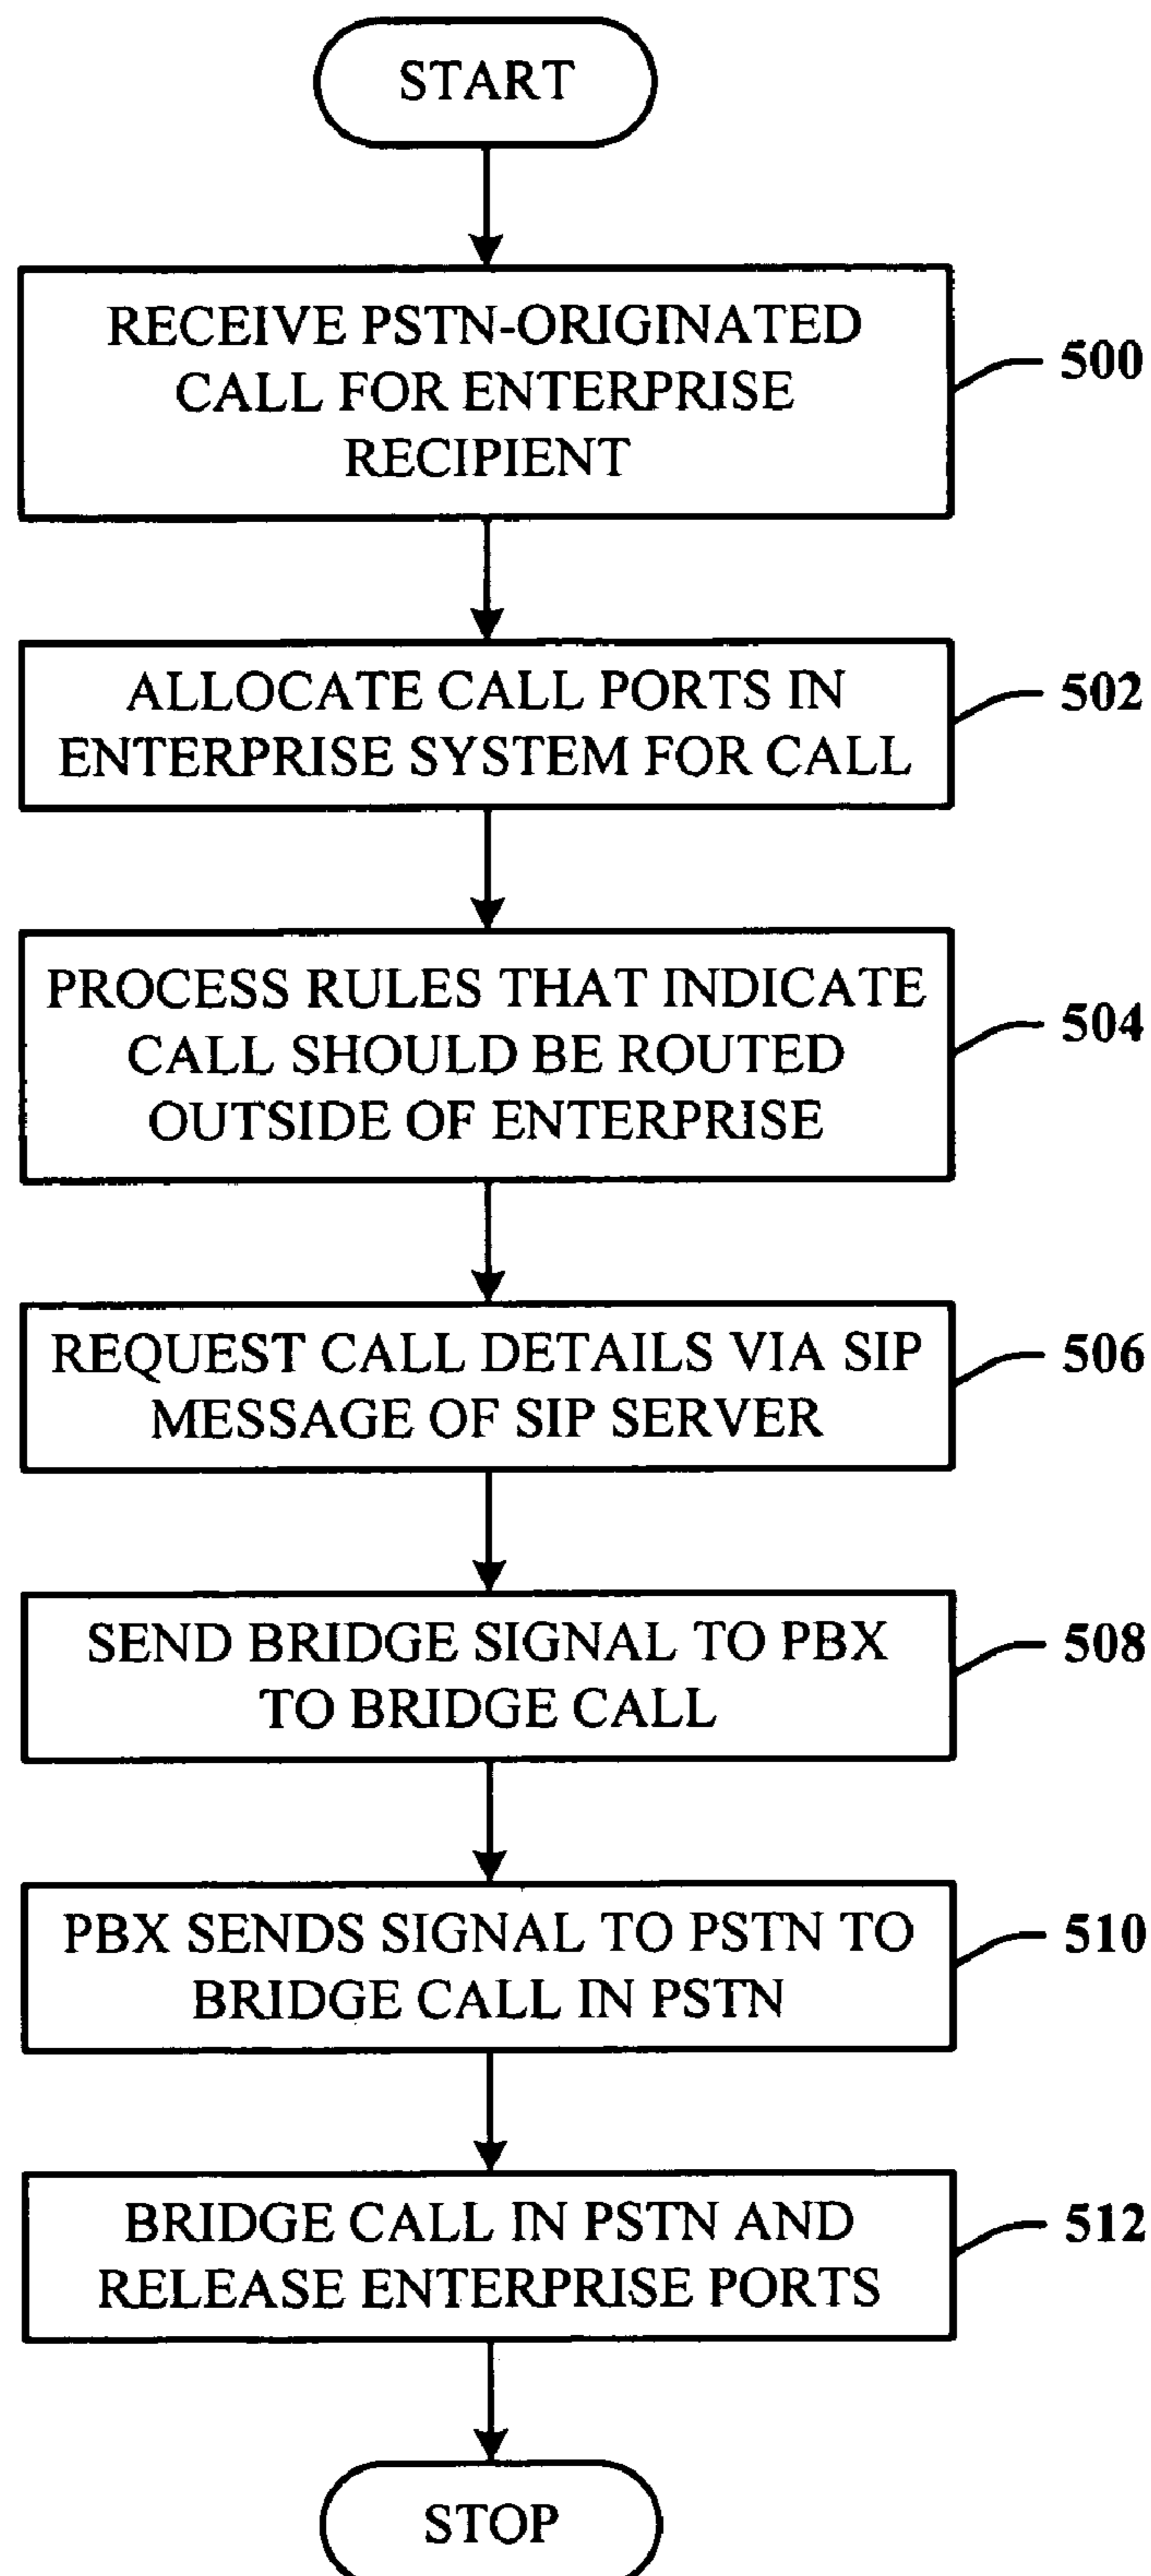 START
RECEIVE PSTN-ORIGINATED
CALL FOR ENTERPRISE
RECIPIENT
500
ALLOCATE CALL PORTS IN
ENTERPRISE SYSTEM FOR CALL
502
PROCESS RULES THAT INDICATE
CALL SHOULD BE ROUTED
OUTSIDE OF ENTERPRISE
504
REQUEST CALL DETAILS VIA SIP
MESSAGE OF SIP SERVER
506
SEND BRIDGE SIGNAL TO PBX
TO BRIDGE CALL
508
PBX SENDS SIGNAL TO PSTN TO
BRIDGE CALL IN PSTN
510
BRIDGE CALL IN PSTN AND
RELEASE ENTERPRISE PORTS
512
STOP